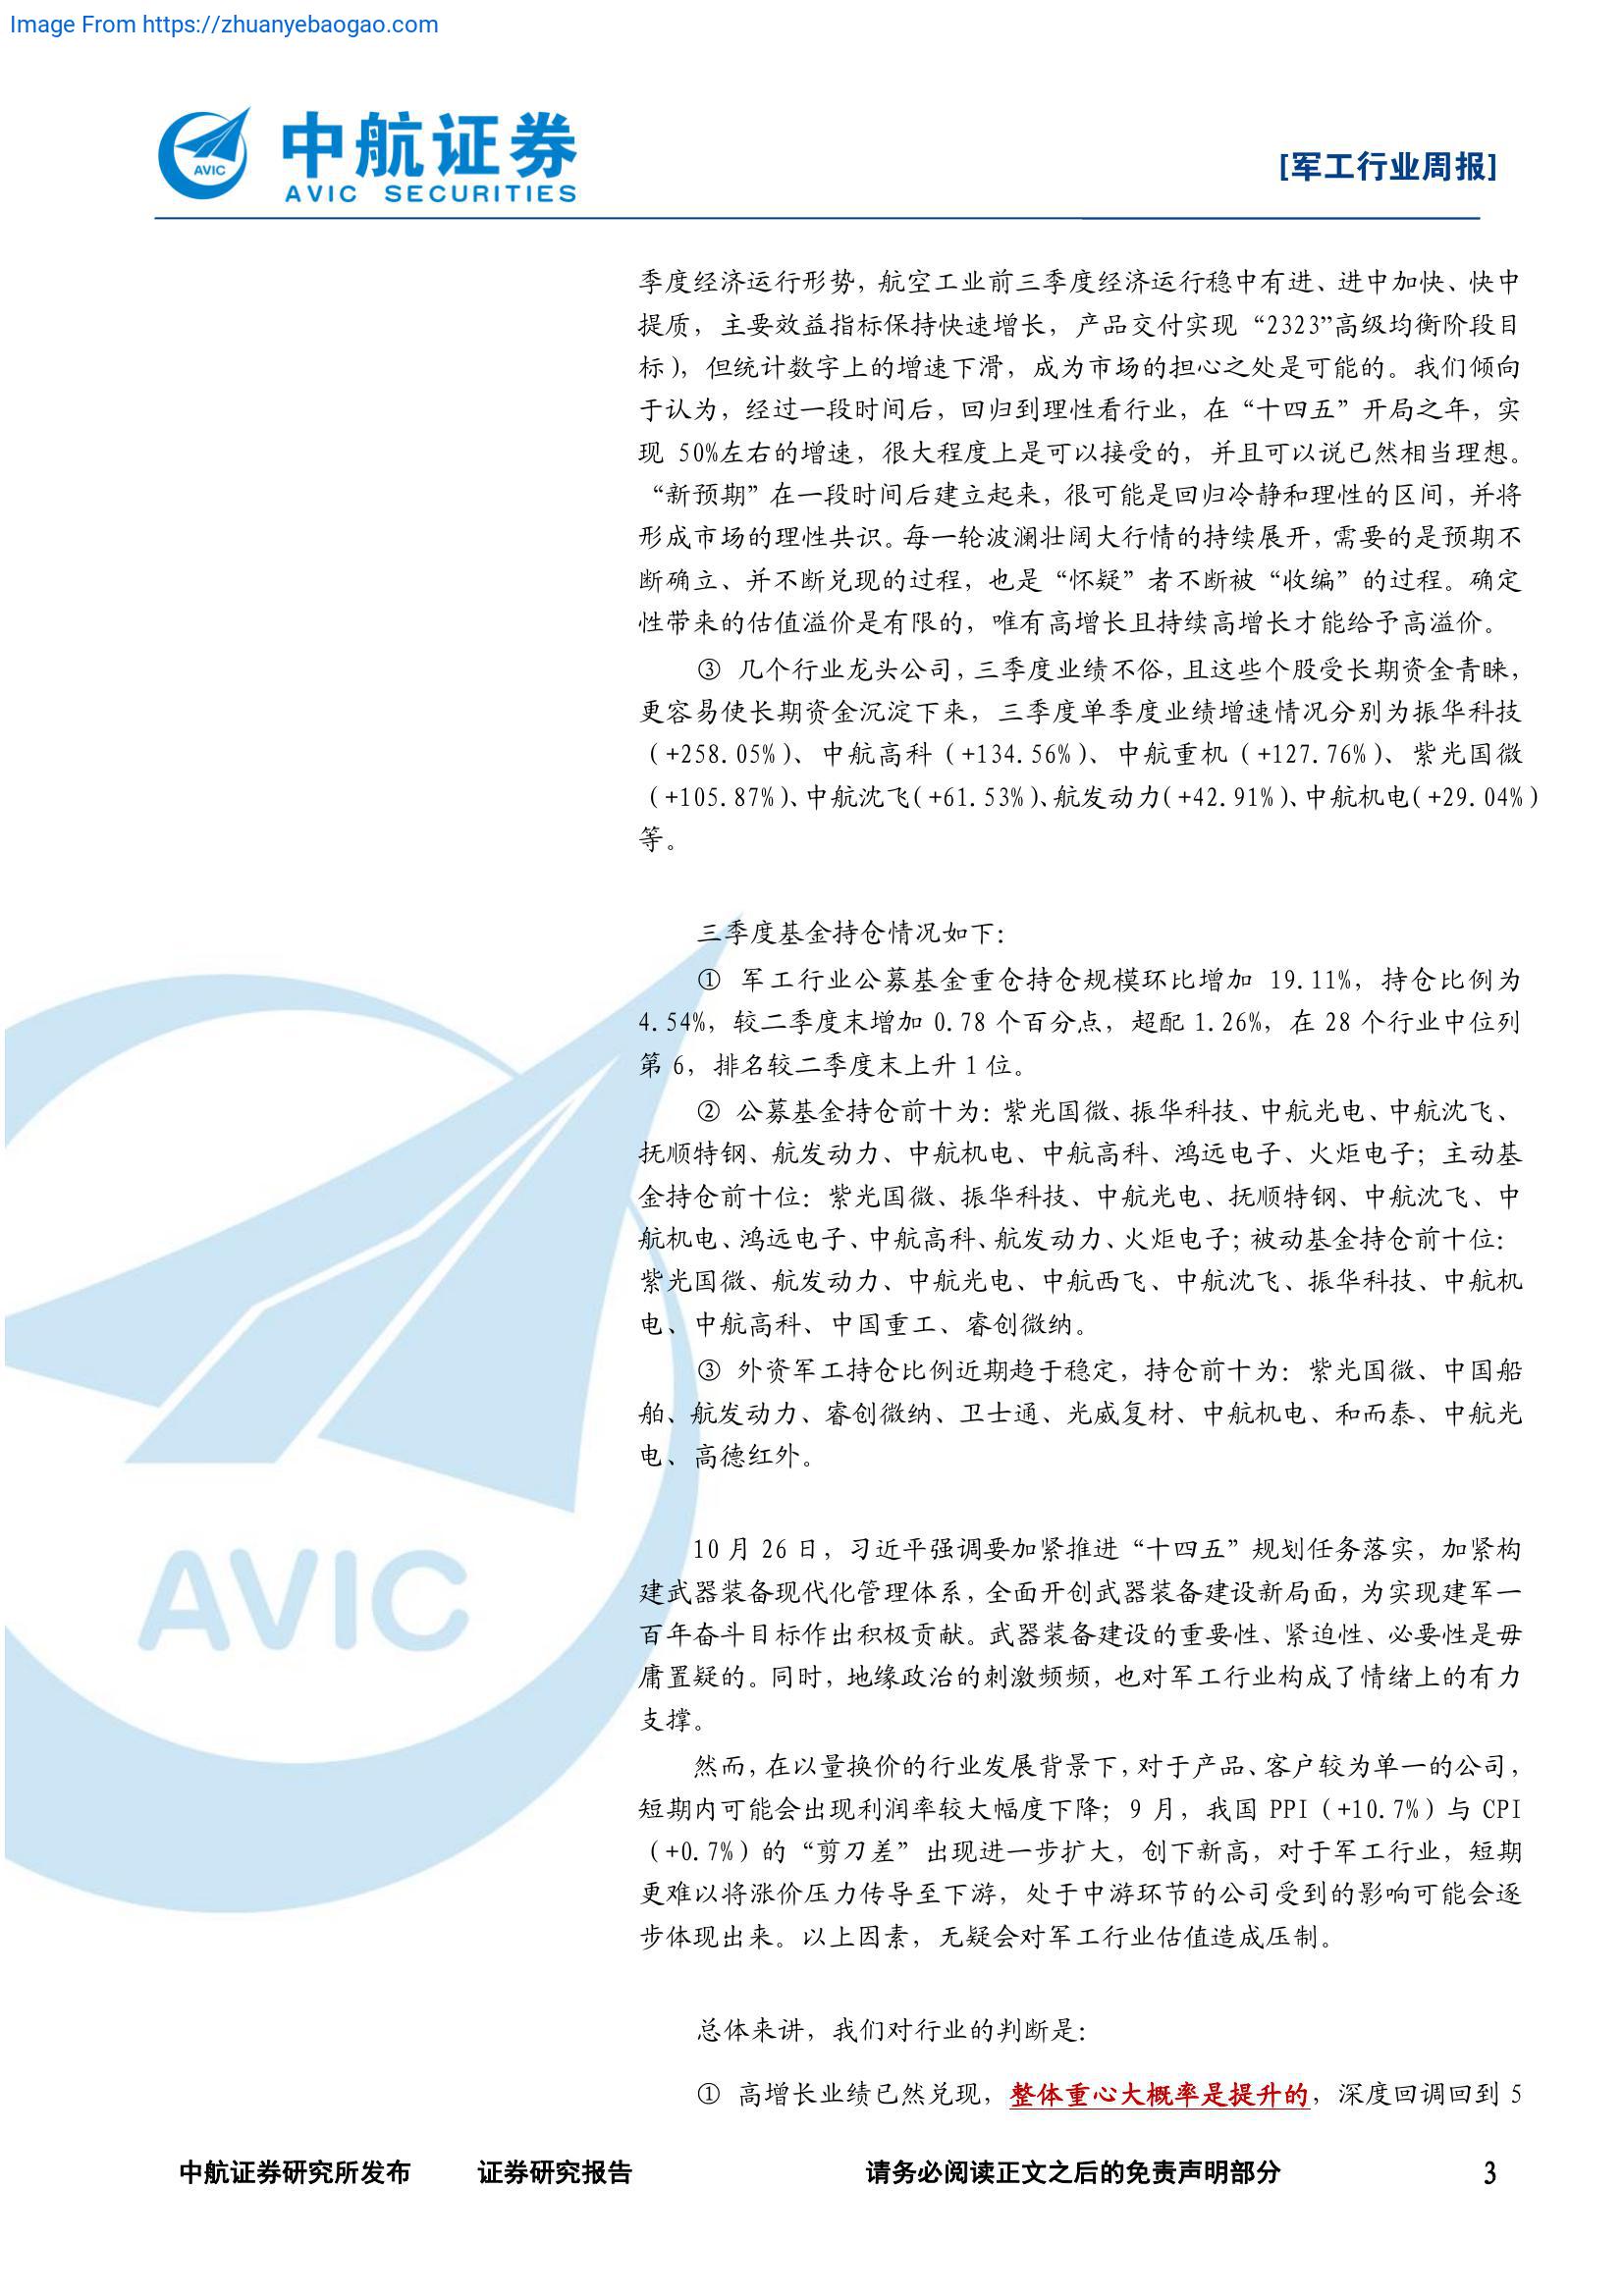 Image From https://zhuanyebaogao.com
AVIC
中航证券
AVIC SECURITIES
[军工行业周报]
季度经济运行形势，航空工业前三季度经济运行稳中有进、进中加快、快中
提质，主要效益指标保持快速增长，产品交付实现“2323”高级均衡阶段目
标），但统计数字上的增速下滑，成为市场的担心之处是可能的。我们倾向
于认为，经过一段时间后，回归到理性看行业，在“十四五”开局之年，实
现 50%左右的增速，很大程度上是可以接受的，并且可以说已然相当理想。
“新预期”在一段时间后建立起来，很可能是回归冷静和理性的区间，并将
形成市场的理性共识。每一轮波澜壮阔大行情的持续展开，需要的是预期不
断确立、并不断兑现的过程，也是“怀疑”者不断被“收编”的过程。确定
性带来的估值溢价是有限的，唯有高增长且持续高增长才能给予高溢价。
③ 几个行业龙头公司，三季度业绩不俗，且这些个股受长期资金青睐，
更容易使长期资金沉淀下来，三季度单季度业绩增速情况分别为振华科技
（+258.05%）、中航高科（+134.56%）、中航重机（+127.76%）、紫光国微
（+105.87%）、中航沈飞（+61.53%）、航发动力（+42.91%）、中航机电（+29.04%）
等。
三季度基金持仓情况如下：
① 军工行业公募基金重仓持仓规模环比增加 19.11%，持仓比例为
4.54%，较二季度末增加 0.78 个百分点，超配 1.26%，在 28 个行业中位列
第 6，排名较二季度末上升 1 位。
② 公募基金持仓前十为：紫光国微、振华科技、中航光电、中航沈飞、
抚顺特钢、航发动力、中航机电、中航高科、鸿远电子、火炬电子；主动基
金持仓前十位：紫光国微、振华科技、中航光电、抚顺特钢、中航沈飞、中
航机电、鸿远电子、中航高科、航发动力、火炬电子；被动基金持仓前十位：
紫光国微、航发动力、中航光电、中航西飞、中航沈飞、振华科技、中航机
电、中航高科、中国重工、睿创微纳。
③ 外资军工持仓比例近期趋于稳定，持仓前十为：紫光国微、中国船
舶、航发动力、睿创微纳、卫士通、光威复材、中航机电、和而泰、中航光
电、高德红外。
AVIC
10 月 26 日，习近平强调要加紧推进“十四五”规划任务落实，加紧构
建武器装备现代化管理体系，全面开创武器装备建设新局面，为实现建军一
百年奋斗目标作出积极贡献。武器装备建设的重要性、紧迫性、必要性是毋
庸置疑的。同时，地缘政治的刺激频频，也对军工行业构成了情绪上的有力
支撑。
然而，在以量换价的行业发展背景下，对于产品、客户较为单一的公司，
短期内可能会出现利润率较大幅度下降；9 月，我国 PPI（+10.7%）与 CPI
（+0.7%）的“剪刀差”出现进一步扩大，创下新高，对于军工行业，短期
更难以将涨价压力传导至下游，处于中游环节的公司受到的影响可能会逐
步体现出来。以上因素，无疑会对军工行业估值造成压制。
总体来讲，我们对行业的判断是：
① 高增长业绩已然兑现，整体重心大概率是提升的，深度回调回到 5
中航证券研究所发布 证券研究报告 请务必阅读正文之后的免责声明部分 3